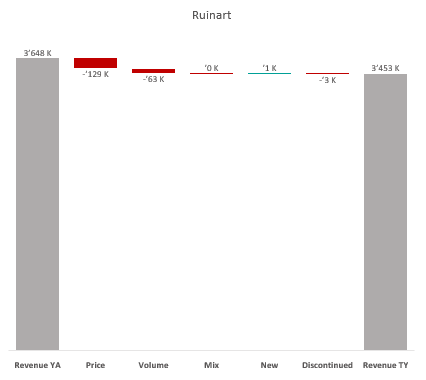 Ruinart
3’648 K
-’129 K
-’63 K
’0 K
’1 K
-’3 K
3’453 K
Revenue YA Price Volume Mix New Discontinued Revenue TY